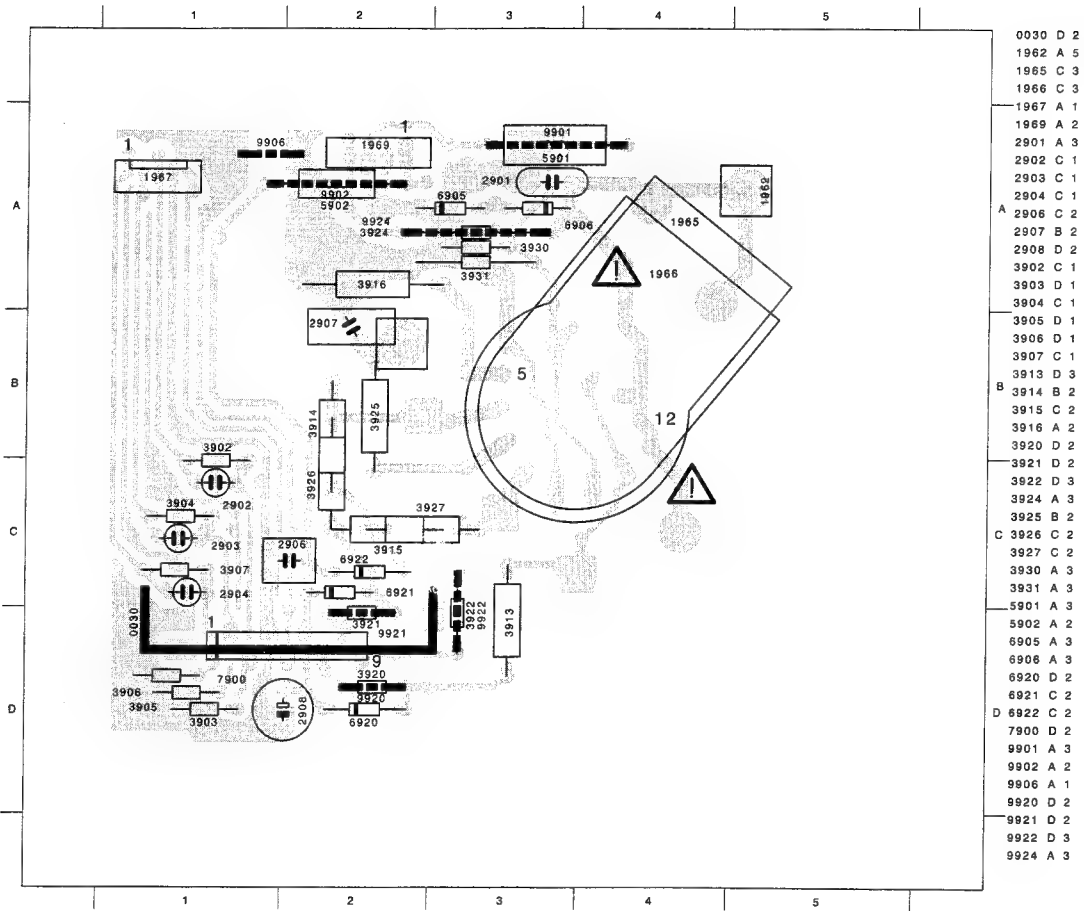 1 2 3 4 5
0030 D 2
1962 A 5
1965 C 3
1966 C 3
1967 A 1
1969 A 2
2901 A 3
2902 C 1
2903 C 1
2904 C 1
A 2906 C 2
2907 B 2
2908 D 2
3902 C 1
3903 D 1
3904 C 1
3905 D 1
3906 D 1
3907 C 1
3913 D 3
B 3914 B 2
3915 C 2
3916 A 2
3920 D 2
3921 D 2
3922 D 3
3924 A 3
3925 B 2
C 3926 C 2
3927 C 2
3930 A 3
3931 A 3
5901 A 3
5902 A 2
6905 A 3
6906 A 3
6920 D 2
6921 C 2
D 6922 C 2
7900 D 2
9901 A 3
9902 A 2
9906 A 1
9920 D 2
9921 D 2
9922 D 3
9924 A 3
1
9906
1
1969
9901
5901
1967
9902
5902
2901
1962
A
6905
6906
1965
9924
3924
3930
3931
!
1966
3916
2907
B
5
3914
3925
12
3902
2902
3926
!
3904
2903
C
3927
3915
2906
6922
3907
2904
6921
0030
1
3921
9921
3922
9922
3913
9
7900
3906
3905
3903
D
2908
3920
9920
6920
1 2 3 4 5